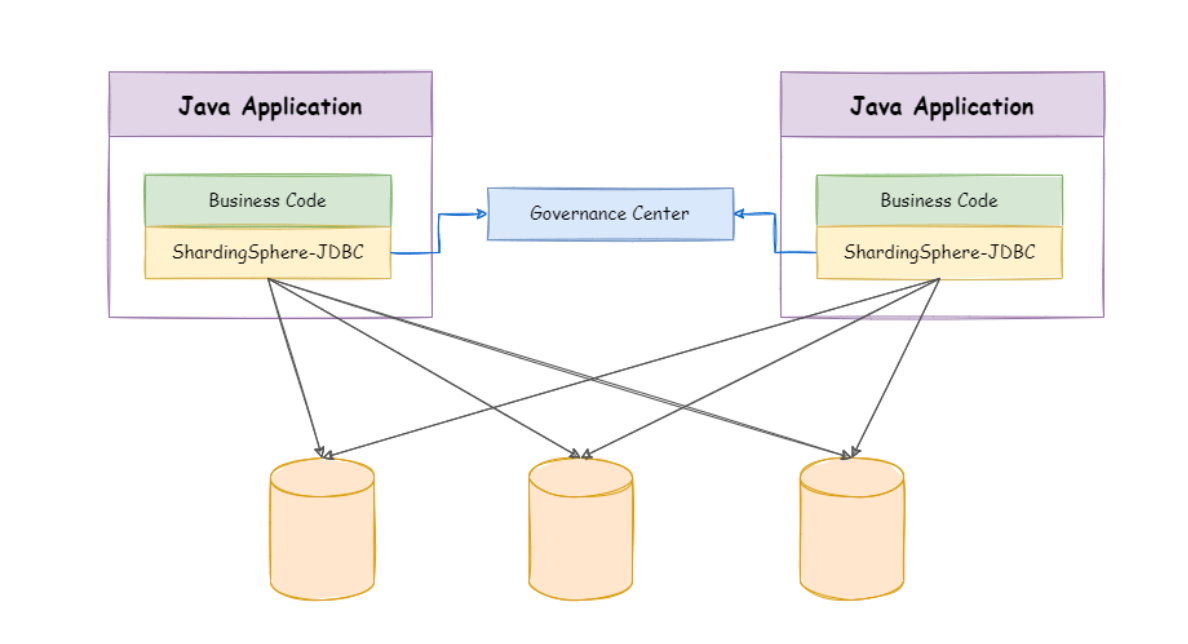 Java Application
Java Application
Business Code
Governance Center
Business Code
ShardingSphere-JDBC
ShardingSphere-JDBC